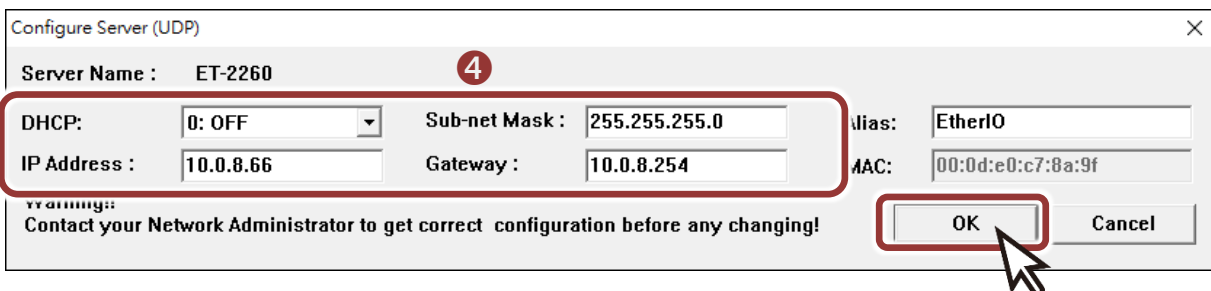 Configure Server (UDP)
Server Name : ET-2260
4
DHCP: 0: OFF Sub-net Mask : 255.255.255.0 Alias: EtherIO
IP Address : 10.0.8.66 Gateway : 10.0.8.254 MAC: 00:0d:e0:c7:8a:9f
Warning!!
Contact your Network Administrator to get correct configuration before any changing!
OK Cancel